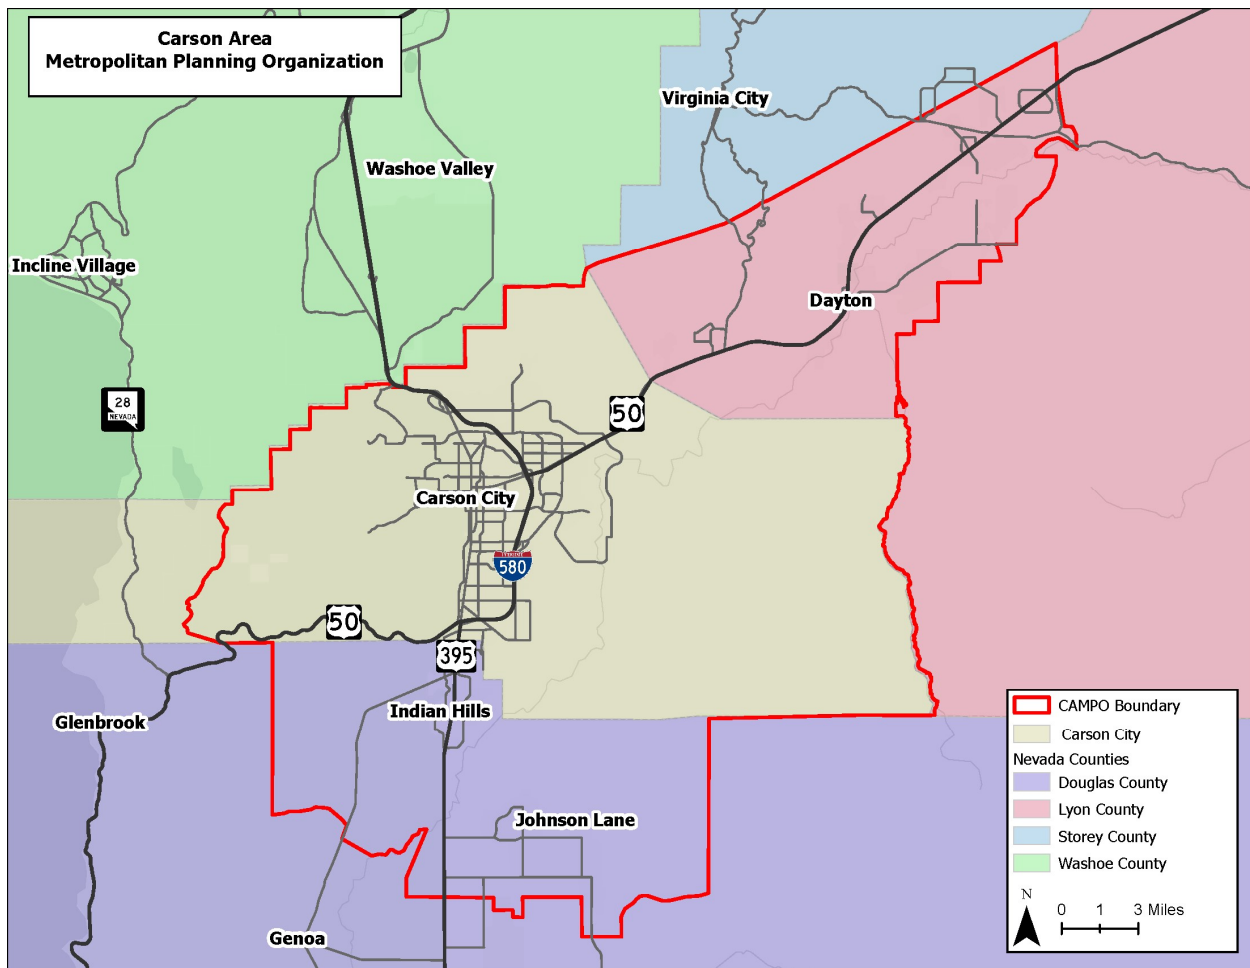 Carson Area
Metropolitan Planning Organization
Virginia City
Washoe Valley
Incline Village
Dayton
28
NEVADA
50
Carson City
INTERSTATE
580
50
395
Indian Hills
Glenbrook
Johnson Lane
Genoa
CAMPO Boundary
Carson City
Nevada Counties
Douglas County
Lyon County
Storey County
Washoe County
N
0 1 3 Miles